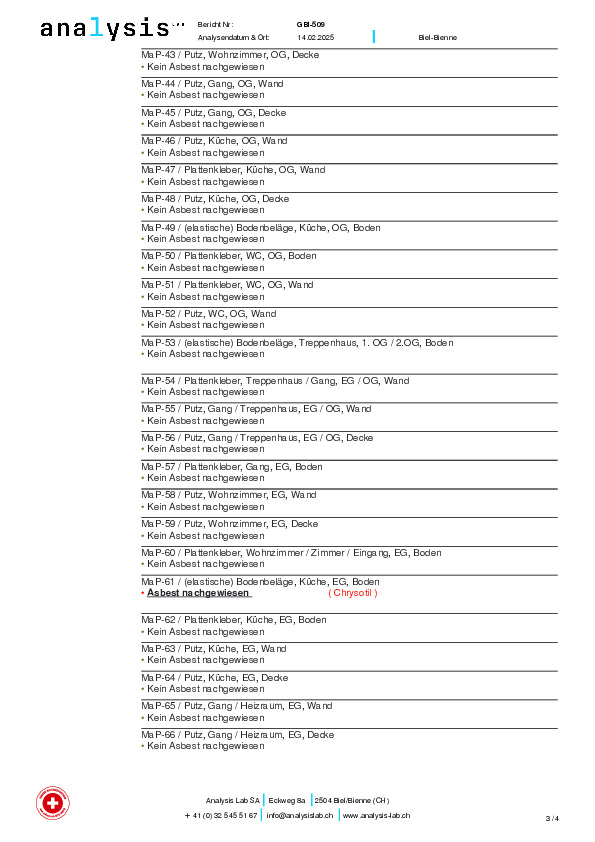 analysis
Bericht Nr: GBI-509
Analysendatum & Ort: 14.02.2025 Biel-Bienne
MaP-43 / Putz, Wohnzimmer, OG, Decke
• Kein Asbest nachgewiesen
MaP-44 / Putz, Gang, OG, Wand
• Kein Asbest nachgewiesen
MaP-45 / Putz, Gang, OG, Decke
• Kein Asbest nachgewiesen
MaP-46 / Putz, Küche, OG, Wand
• Kein Asbest nachgewiesen
MaP-47 / Plattenkleber, Küche, OG, Wand
• Kein Asbest nachgewiesen
MaP-48 / Putz, Küche, OG, Decke
• Kein Asbest nachgewiesen
MaP-49 / (elastische) Bodenbeläge, Küche, OG, Boden
• Kein Asbest nachgewiesen
MaP-50 / Plattenkleber, WC, OG, Boden
• Kein Asbest nachgewiesen
MaP-51 / Plattenkleber, WC, OG, Wand
• Kein Asbest nachgewiesen
MaP-52 / Putz, WC, OG, Wand
• Kein Asbest nachgewiesen
MaP-53 / (elastische) Bodenbeläge, Treppenhaus, 1. OG / 2.OG, Boden
• Kein Asbest nachgewiesen
MaP-54 / Plattenkleber, Treppenhaus / Gang, EG / OG, Wand
• Kein Asbest nachgewiesen
MaP-55 / Putz, Gang / Treppenhaus, EG / OG, Wand
• Kein Asbest nachgewiesen
MaP-56 / Putz, Gang / Treppenhaus, EG / OG, Decke
• Kein Asbest nachgewiesen
MaP-57 / Plattenkleber, Gang, EG, Boden
• Kein Asbest nachgewiesen
MaP-58 / Putz, Wohnzimmer, EG, Wand
• Kein Asbest nachgewiesen
MaP-59 / Putz, Wohnzimmer, EG, Decke
• Kein Asbest nachgewiesen
MaP-60 / Plattenkleber, Wohnzimmer / Zimmer / Eingang, EG, Boden
• Kein Asbest nachgewiesen
MaP-61 / (elastische) Bodenbeläge, Küche, EG, Boden
• Asbest nachgewiesen ( Chrysotil )
MaP-62 / Plattenkleber, Küche, EG, Boden
• Kein Asbest nachgewiesen
MaP-63 / Putz, Küche, EG, Wand
• Kein Asbest nachgewiesen
MaP-64 / Putz, Küche, EG, Decke
• Kein Asbest nachgewiesen
MaP-65 / Putz, Gang / Heizraum, EG, Wand
• Kein Asbest nachgewiesen
MaP-66 / Putz, Gang / Heizraum, EG, Decke
• Kein Asbest nachgewiesen
Analysis Lab SA | Eckweg 8a | 2504 Biel/Bienne (CH)
+ 41 (0) 32 545 51 67 | info@analysislab.ch | www.analysis-lab.ch
3 / 4